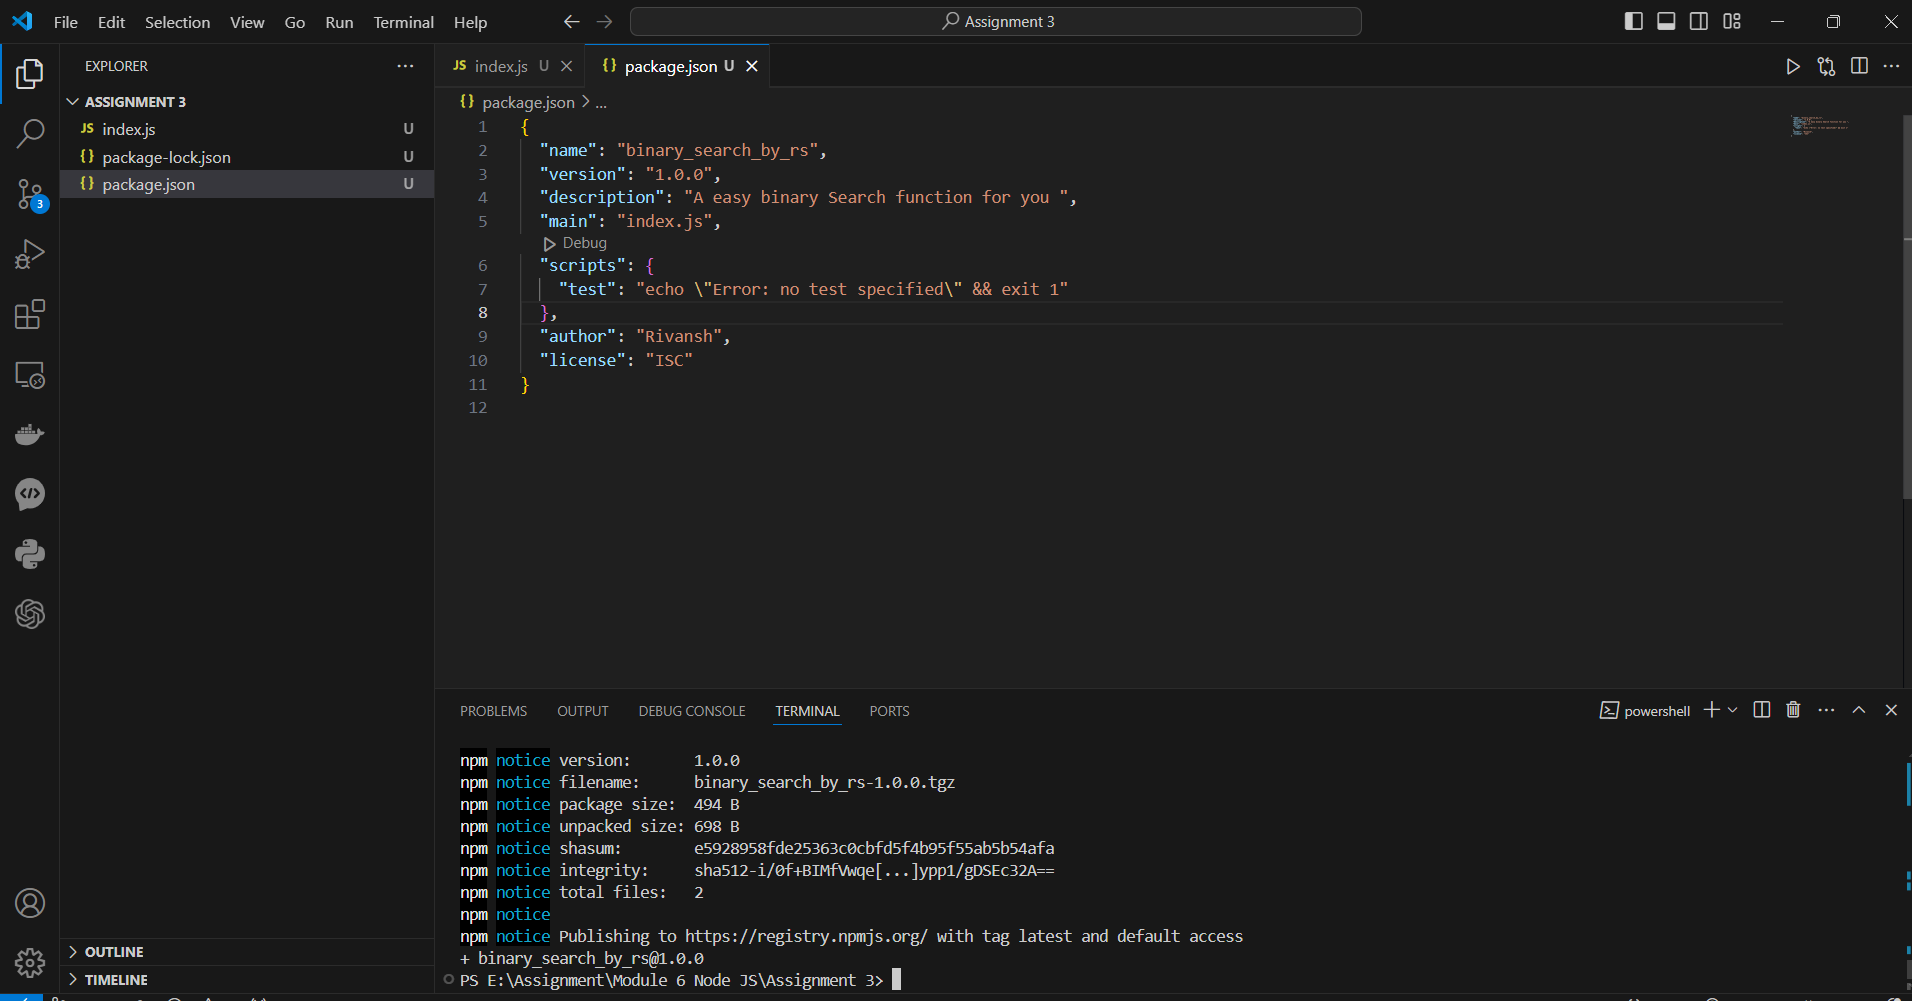 File Edit Selection View Go Run Terminal Help
Assignment 3
EXPLORER
ASSIGNMENT 3
JS index.js U
{} package-lock.json U
{} package.json U
3
OUTLINE
TIMELINE
JS index.js U
{} package.json U
{} package.json > ...
1 {
2 "name": "binary_search_by_rs",
3 "version": "1.0.0",
4 "description": "A easy binary Search function for you ",
5 "main": "index.js",
Debug
6 "scripts": {
7 "test": "echo \"Error: no test specified\" && exit 1"
8 },
9 "author": "Rivansh",
10 "license": "ISC"
11 }
12
PROBLEMS OUTPUT DEBUG CONSOLE TERMINAL PORTS
powershell
npm notice version: 1.0.0
npm notice filename: binary_search_by_rs-1.0.0.tgz
npm notice package size: 494 B
npm notice unpacked size: 698 B
npm notice shasum: e5928958fde25363c0cbfd5f4b95f55ab5b54afa
npm notice integrity: sha512-i/0f+BIMfVwqe[...]ypp1/gDSEc32A==
npm notice total files: 2
npm notice
npm notice Publishing to https://registry.npmjs.org/ with tag latest and default access
+ binary_search_by_rs@1.0.0
PS E:\Assignment\Module 6 Node JS\Assignment 3>